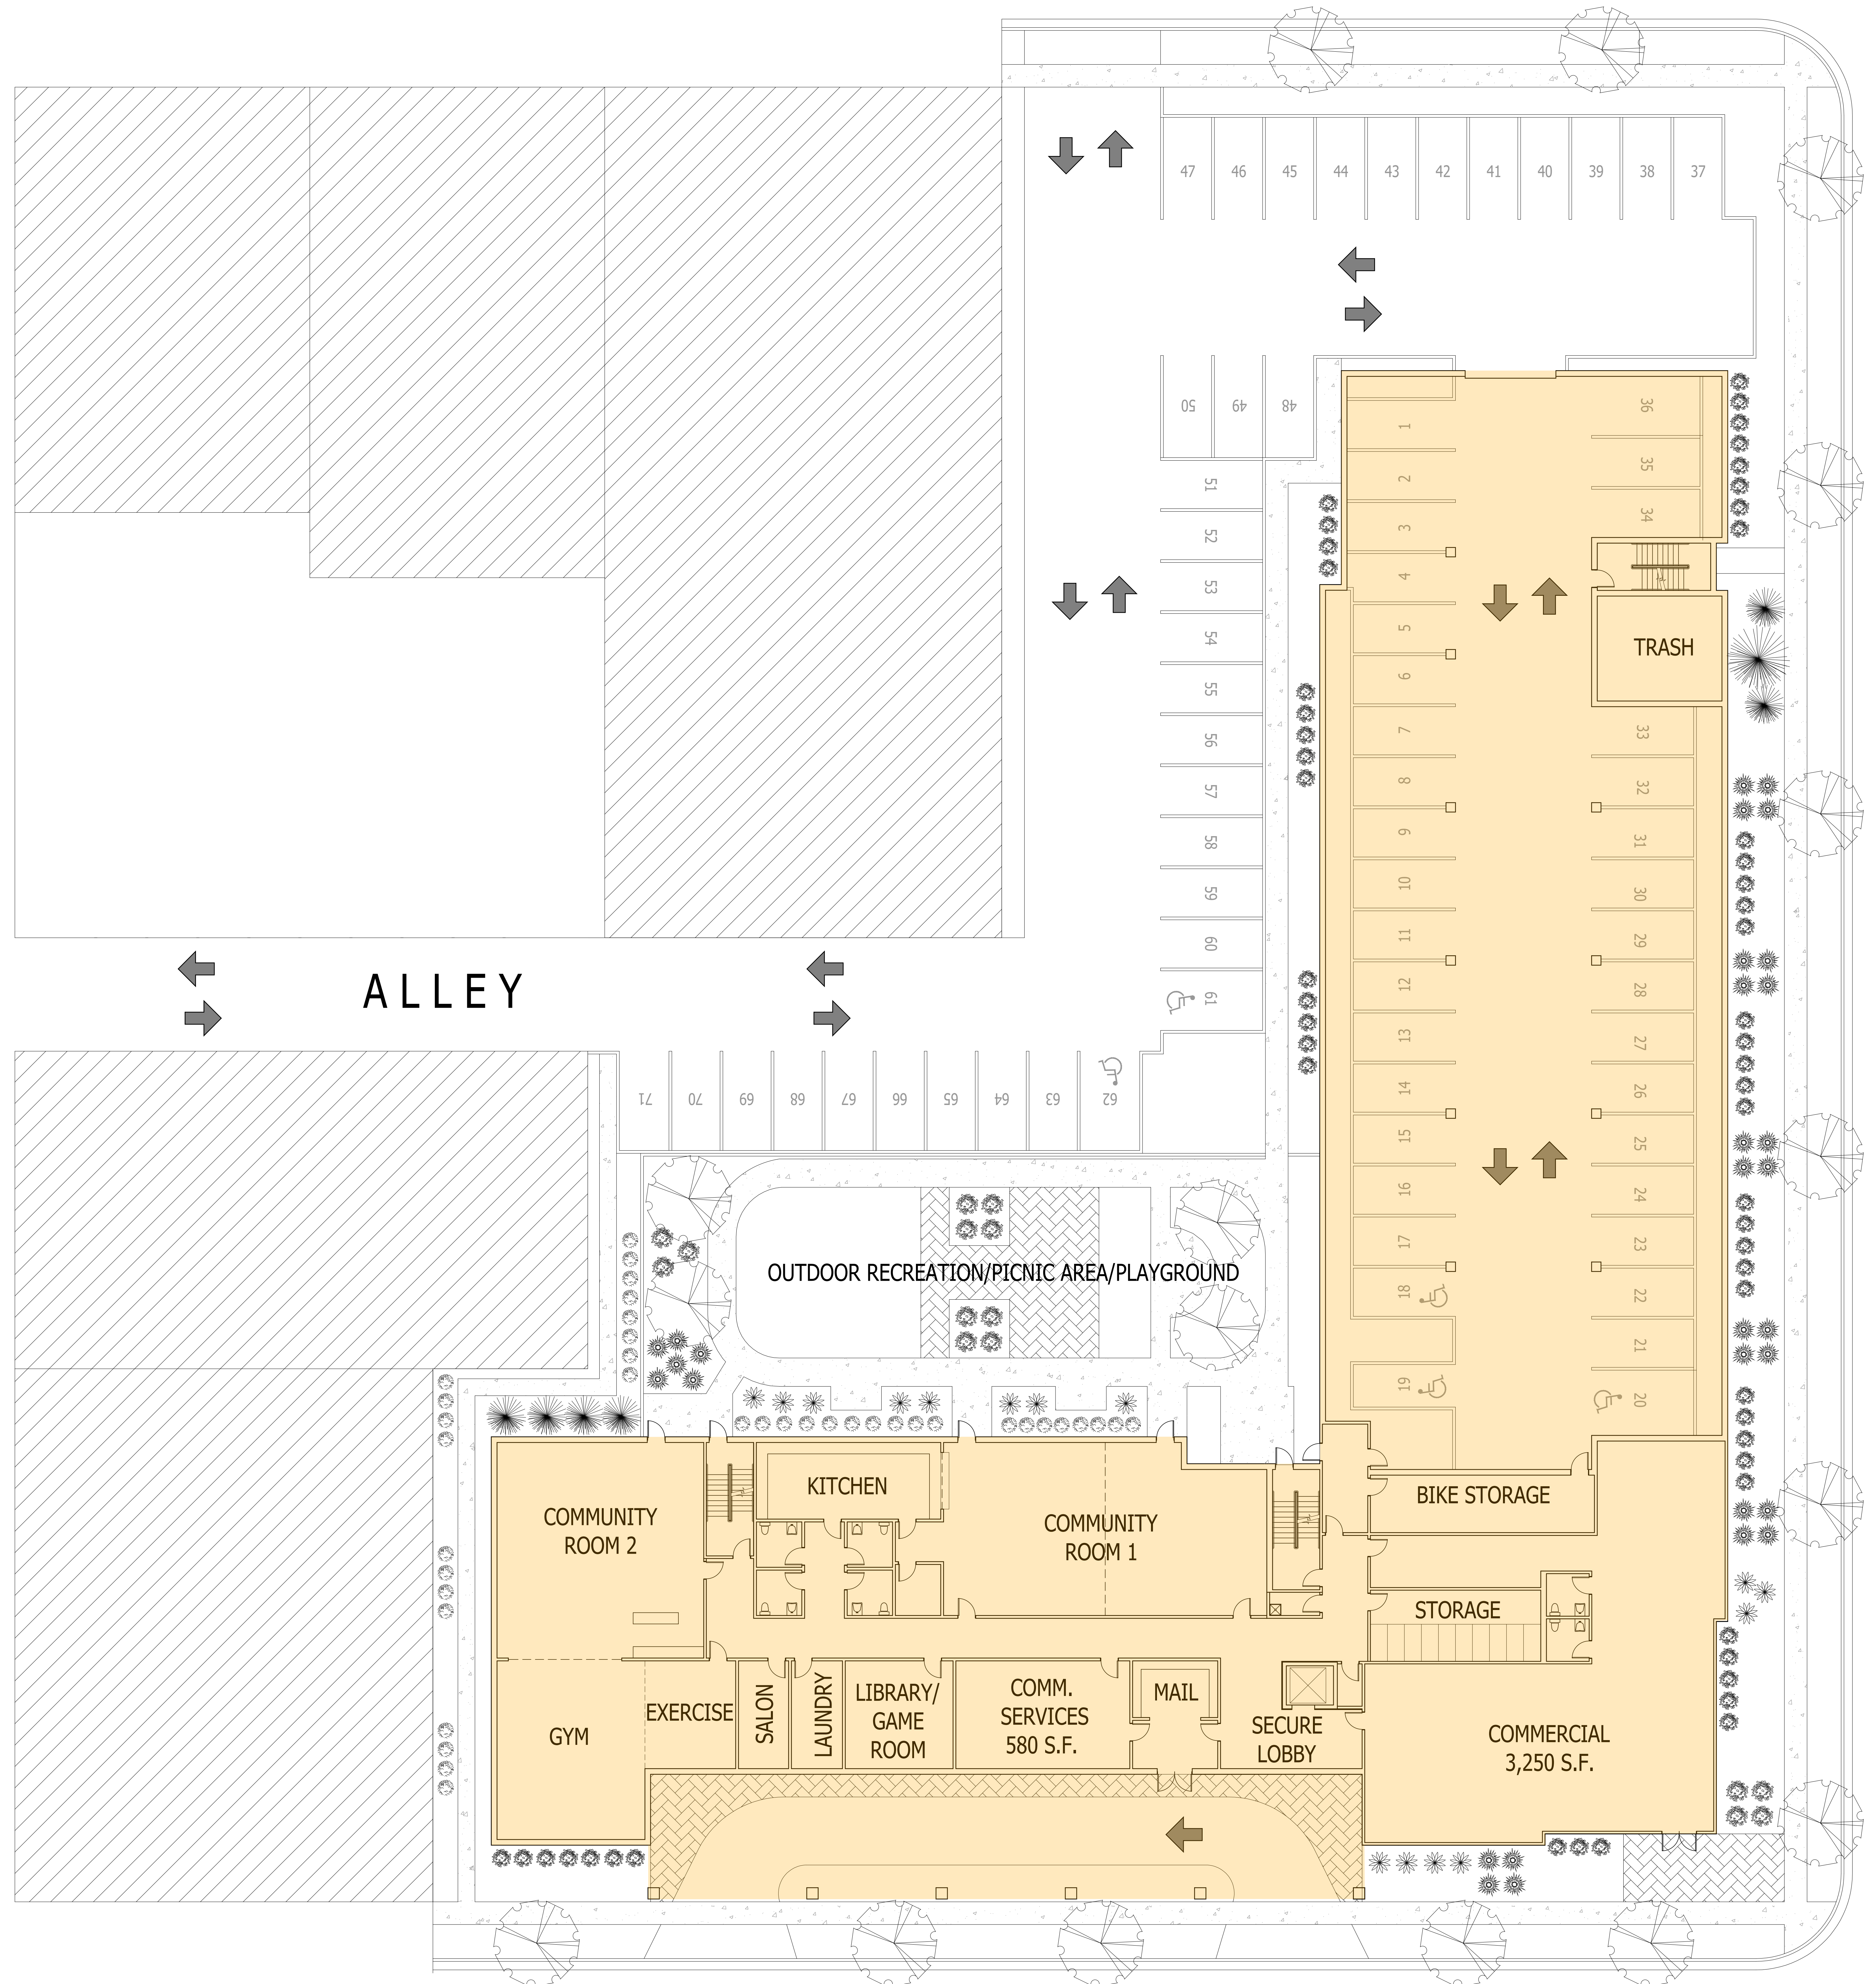 47 46 45 44 43 42 41 40 39 38 37
50 49 48
1
36
2
35
51
3
34
52
4
53
5
54
TRASH
6
55
7
33
56
8
32
57
9
31
58
10
30
59
11
29
60
ALLEY
12
28
61
13
27
14
26
71 70 69 68 67 66 65 64 63 62
15
25
16
24
17
23
OUTDOOR RECREATION/PICNIC AREA/PLAYGROUND
18
22
21
19
20
KITCHEN
BIKE STORAGE
COMMUNITY
ROOM 2
COMMUNITY
ROOM 1
STORAGE
GYM
EXERCISE
SALON
LAUNDRY
LIBRARY/
GAME
ROOM
COMM.
SERVICES
580 S.F.
MAIL
SECURE
LOBBY
COMMERCIAL
3,250 S.F.